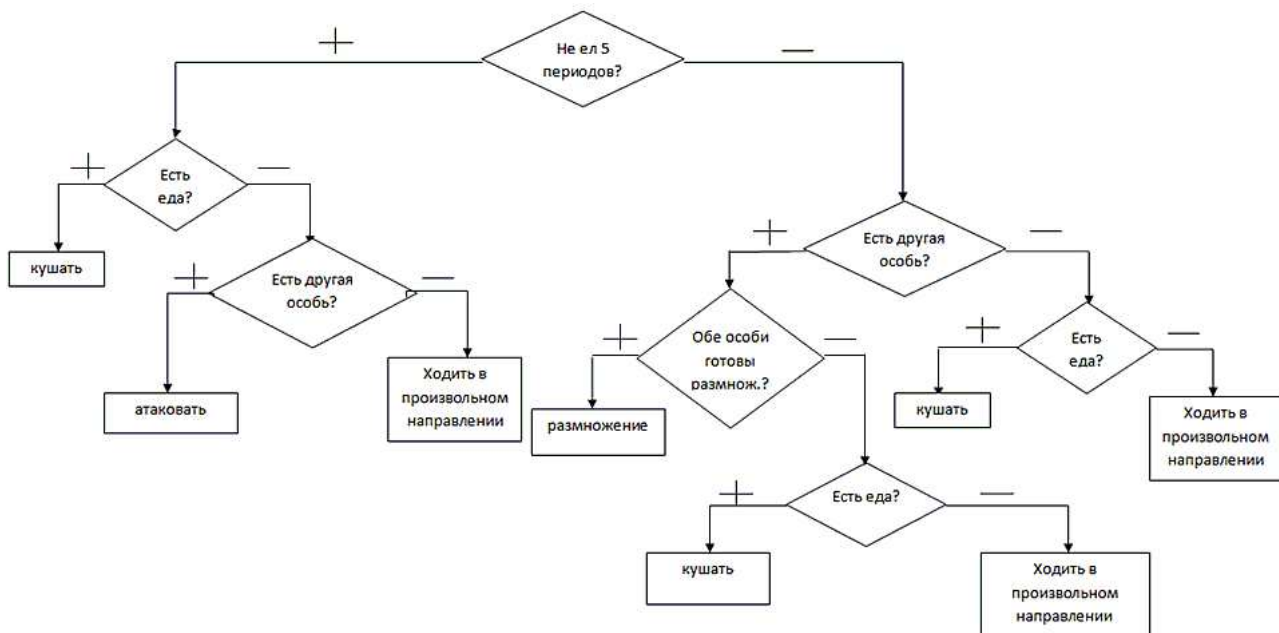 Не ел 5
периодов?
Есть
еда?
кушать
Есть другая
особь?
атаковать
Ходить в
произвольном
направлении
Есть другая
особь?
Обе особи
готовы
размнож.?
размножение
Есть еда?
кушать
Ходить в
произвольном
направлении
Есть
еда?
кушать
Ходить в
произвольном
направлении